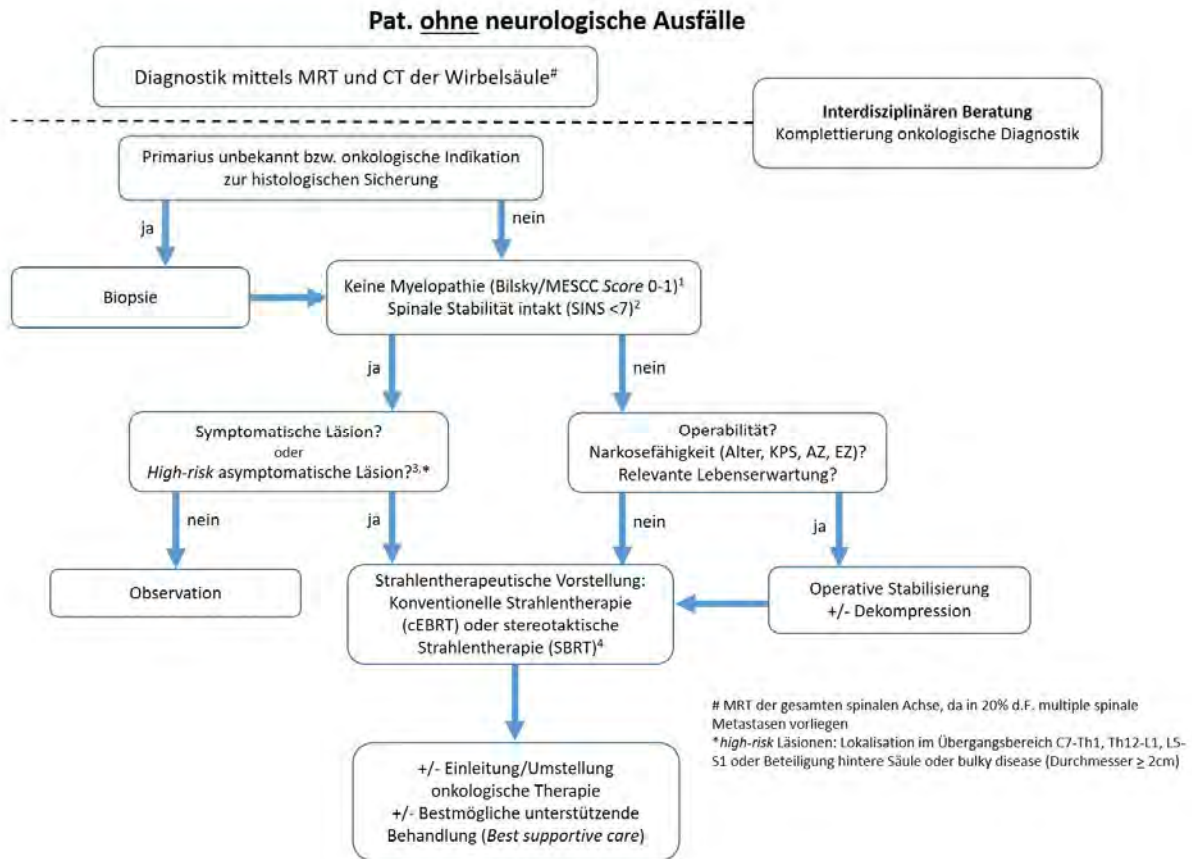 Pat. ohne neurologische Ausfälle
Diagnostik mittels MRT und CT der Wirbelsäule#
Interdisziplinären Beratung
Komplettierung onkologische Diagnostik
Primarius unbekannt bzw. onkologische Indikation
zur histologischen Sicherung
ja
nein
Biopsie
Keine Myelopathie (Bilsky/MESCC Score 0-1)1
Spinale Stabilität intakt (SINS <7)2
ja
nein
Symptomatische Läsion?
oder
High-risk asymptomatische Läsion?3,*
Operabilität?
Narkosefähigkeit (Alter, KPS, AZ, EZ)?
Relevante Lebenserwartung?
nein
ja
nein
ja
Observation
Strahlentherapeutische Vorstellung:
Konventionelle Strahlentherapie
(cEBRT) oder stereotaktische
Strahlentherapie (SBRT)4
Operative Stabilisierung
+/- Dekompression
# MRT der gesamten spinalen Achse, da in 20% d.F. multiple spinale
Metastasen vorliegen
*high-risk Läsionen: Lokalisation im Übergangsbereich C7-Th1, Th12-L1, L5-
S1 oder Beteiligung hintere Säule oder bulky disease (Durchmesser ≥ 2cm)
+/- Einleitung/Umstellung
onkologische Therapie
+/- Bestmögliche unterstützende
Behandlung (Best supportive care)